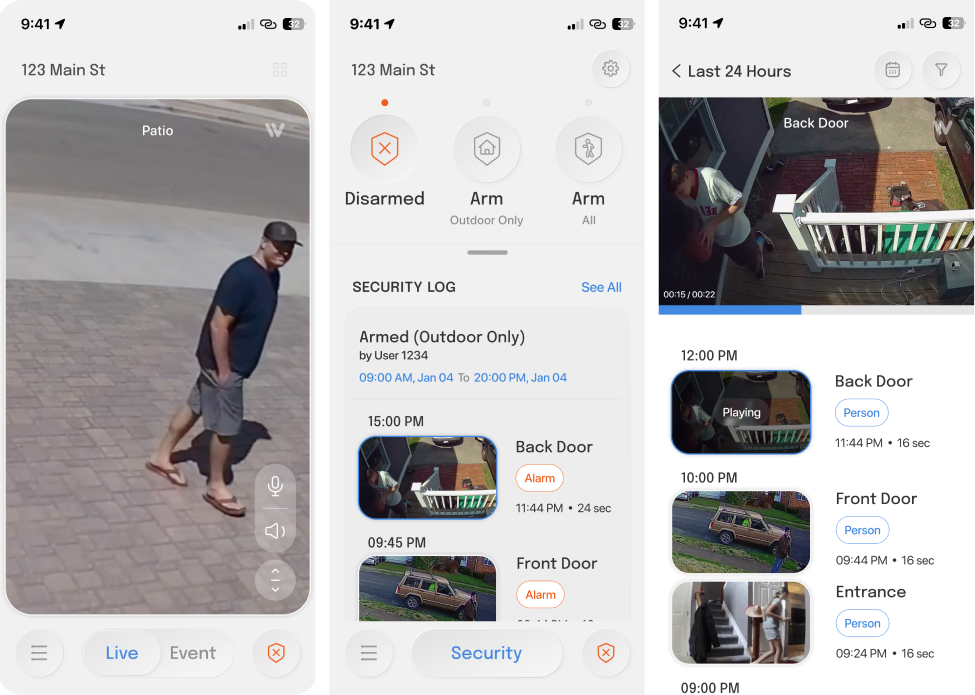 9:41
32
123 Main St
Patio
W
Live
Event
9:41
32
123 Main St
Disarmed
Arm
Outdoor Only
Arm
All
SECURITY LOG
See All
Armed (Outdoor Only)
by User 1234
09:00 AM, Jan 04 To 20:00 PM, Jan 04
15:00 PM
Back Door
Alarm
11:44 PM • 24 sec
09:45 PM
Front Door
Alarm
Security
9:41
32
Last 24 Hours
Back Door
W
00:15 / 00:22
12:00 PM
Playing
Back Door
Person
11:44 PM • 16 sec
10:00 PM
Front Door
Person
09:44 PM • 16 sec
Entrance
Person
09:24 PM • 16 sec
09:00 PM